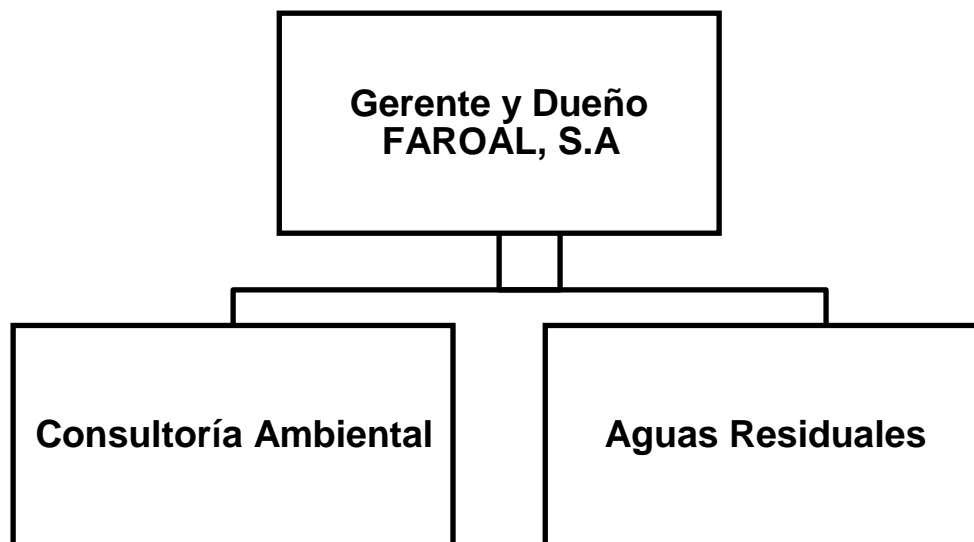 Gerente y Dueño
FAROAL, S.A
Consultoría Ambiental
Aguas Residuales